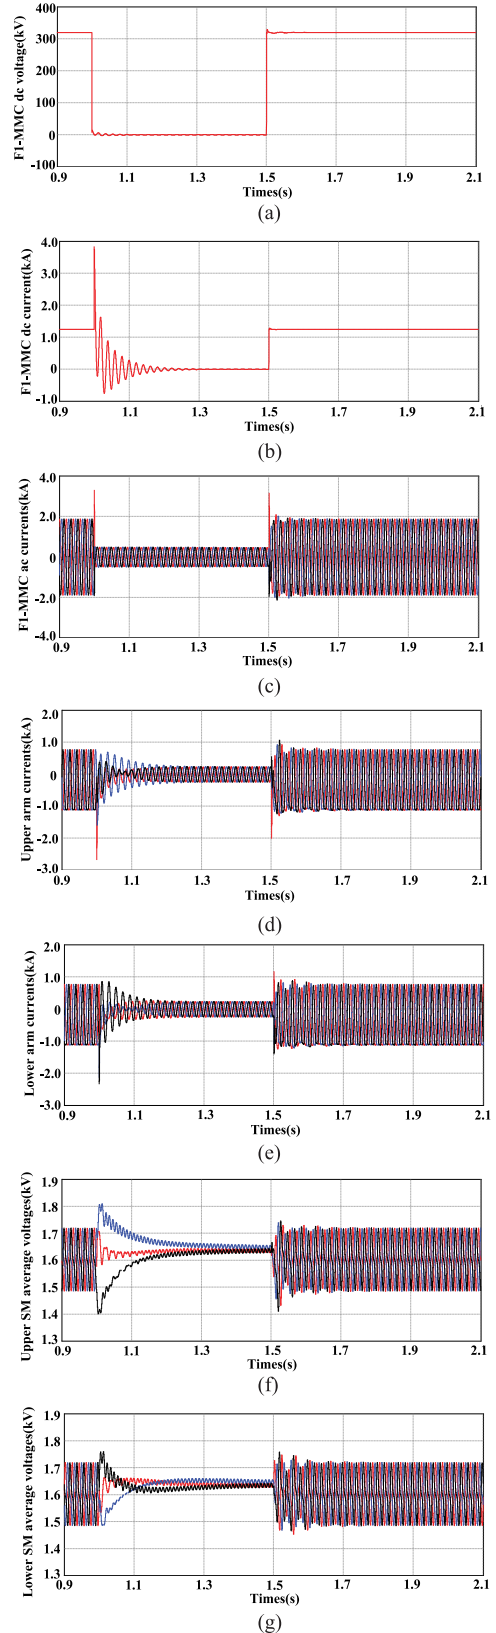 F1-MMC dc voltage(kV)
400
300
200
100
0
-100
0.9 1.1 1.3 1.5 1.7 1.9 2.1
Times(s)
(a)
F1-MMC dc current(kA)
4.0
3.0
2.0
1.0
0
-1.0
0.9 1.1 1.3 1.5 1.7 1.9 2.1
Times(s)
(b)
F1-MMC ac currents(kA)
4.0
2.0
0
-2.0
-4.0
0.9 1.1 1.3 1.5 1.7 1.9 2.1
Times(s)
(c)
Upper arm currents(kA)
2.0
1.0
0
-1.0
-2.0
-3.0
0.9 1.1 1.3 1.5 1.7 1.9 2.1
Times(s)
(d)
Lower arm currents(kA)
2.0
1.0
0
-1.0
-2.0
-3.0
0.9 1.1 1.3 1.5 1.7 1.9 2.1
Times(s)
(e)
Upper SM average voltages(kV)
1.9
1.8
1.7
1.6
1.5
1.4
1.3
0.9 1.1 1.3 1.5 1.7 1.9 2.1
Times(s)
(f)
Lower SM average voltages(kV)
1.9
1.8
1.7
1.6
1.5
1.4
1.3
0.9 1.1 1.3 1.5 1.7 1.9 2.1
Times(s)
(g)